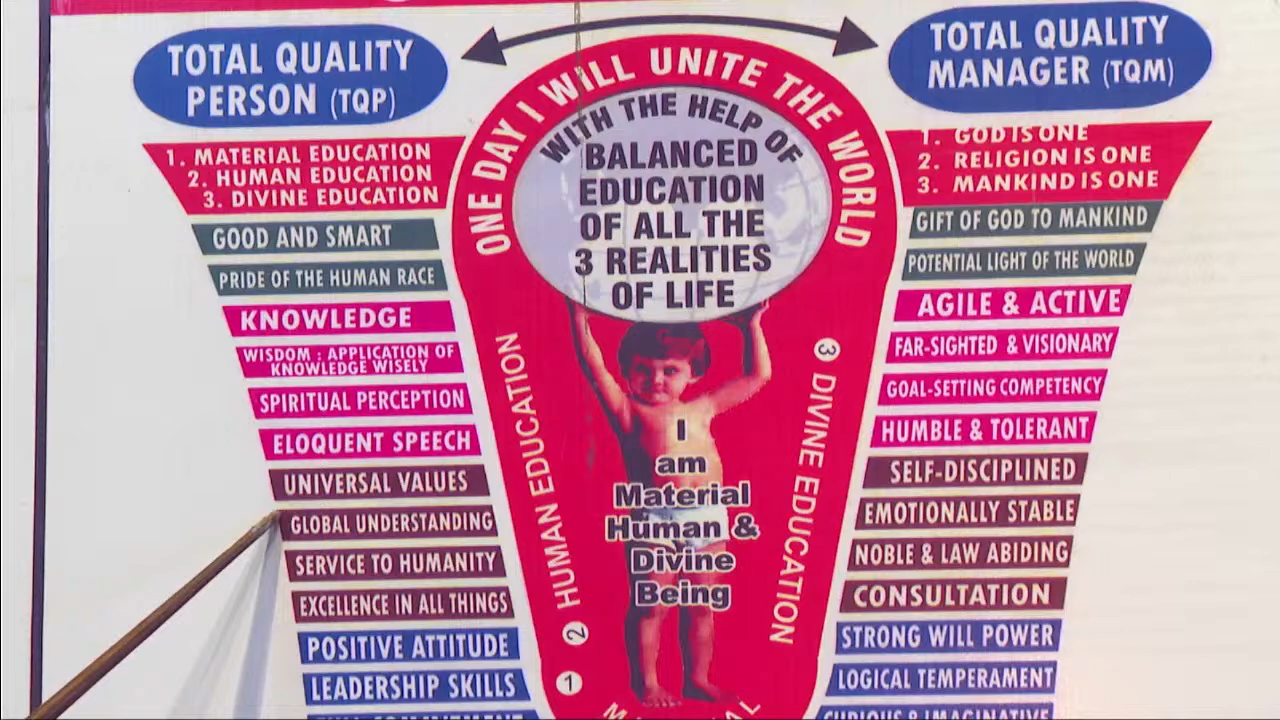 TOTAL QUALITY
PERSON (TQP)
1. MATERIAL EDUCATION
2. HUMAN EDUCATION
3. DIVINE EDUCATION
GOOD AND SMART
PRIDE OF THE HUMAN RACE
KNOWLEDGE
WISDOM : APPLICATION OF
KNOWLEDGE WISELY
SPIRITUAL PERCEPTION
ELOQUENT SPEECH
UNIVERSAL VALUES
GLOBAL UNDERSTANDING
SERVICE TO HUMANITY
EXCELLENCE IN ALL THINGS
POSITIVE ATTITUDE
LEADERSHIP SKILLS
ONE DAY I WILL UNITE THE WORLD
WITH THE HELP OF
BALANCED
EDUCATION
OF ALL THE
3 REALITIES
OF LIFE
I
am
Material
Human &
Divine
Being
1
2 HUMAN EDUCATION
3 DIVINE EDUCATION
TOTAL QUALITY
MANAGER (TQM)
1. GOD IS ONE
2. RELIGION IS ONE
3. MANKIND IS ONE
GIFT OF GOD TO MANKIND
POTENTIAL LIGHT OF THE WORLD
AGILE & ACTIVE
FAR-SIGHTED & VISIONARY
GOAL-SETTING COMPETENCY
HUMBLE & TOLERANT
SELF-DISCIPLINED
EMOTIONALLY STABLE
NOBLE & LAW ABIDING
CONSULTATION
STRONG WILL POWER
LOGICAL TEMPERAMENT
CURIOUS & IMAGINATIVE